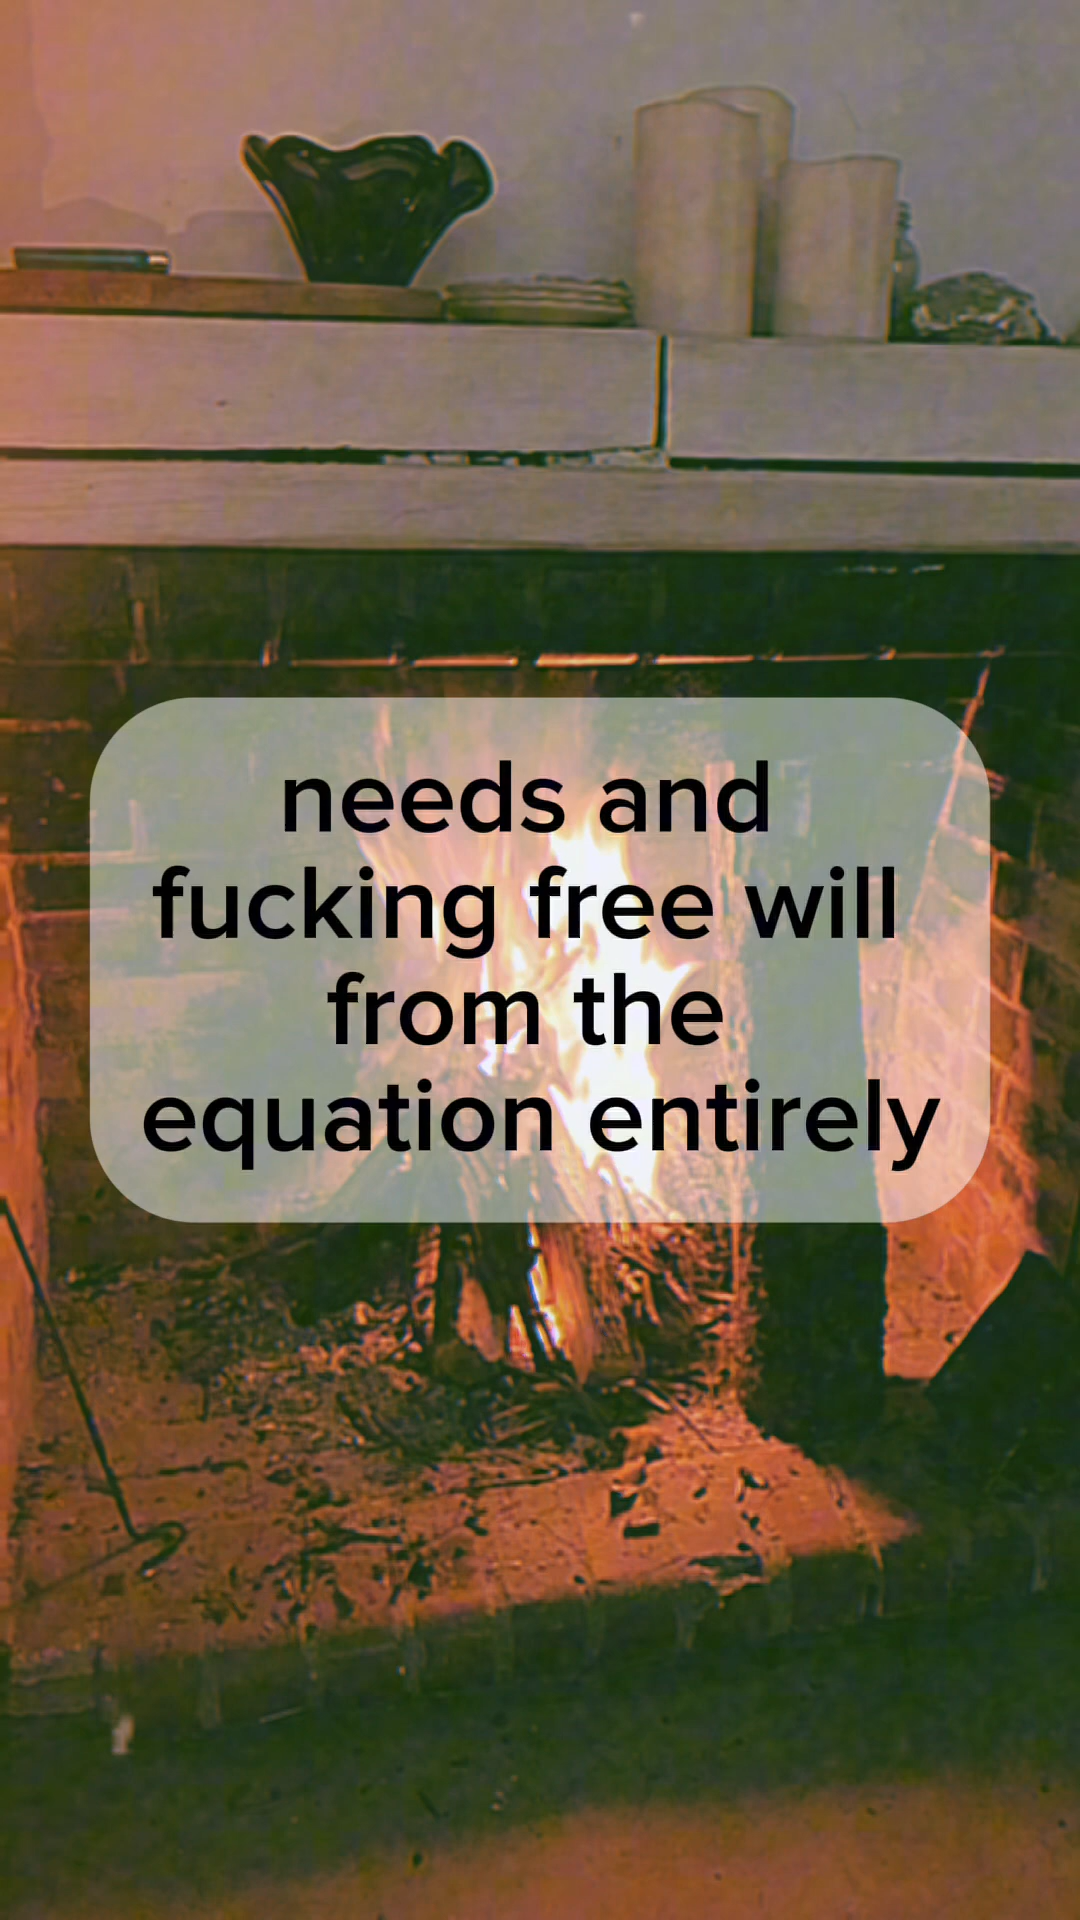 needs and
fucking free will
from the
equation entirely